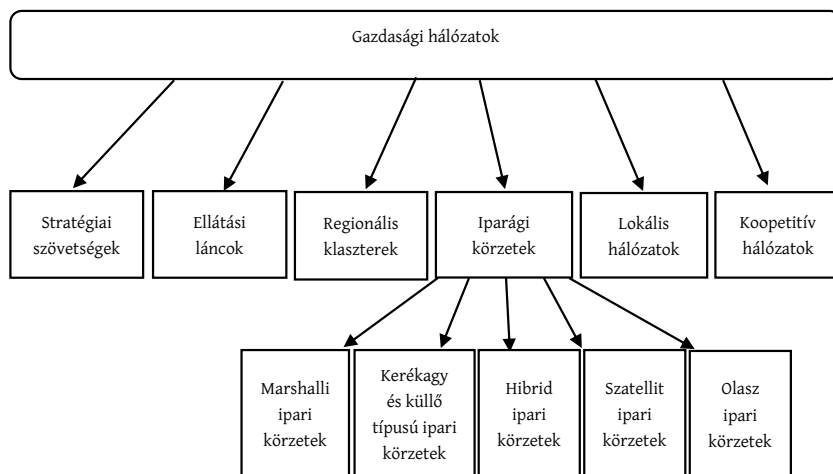 Gazdasági hálózatok
Stratégiai
szövetségek
Ellátási
láncok
Regionális
klaszterek
Iparági
körzetek
Lokális
hálózatok
Koopetitív
hálózatok
Marshalli
ipari
körzetek
Kerékagy
és küllő
típusú ipari
körzetek
Hibrid
ipari
körzetek
Szatellit
ipari
körzetek
Olasz
ipari
körzetek